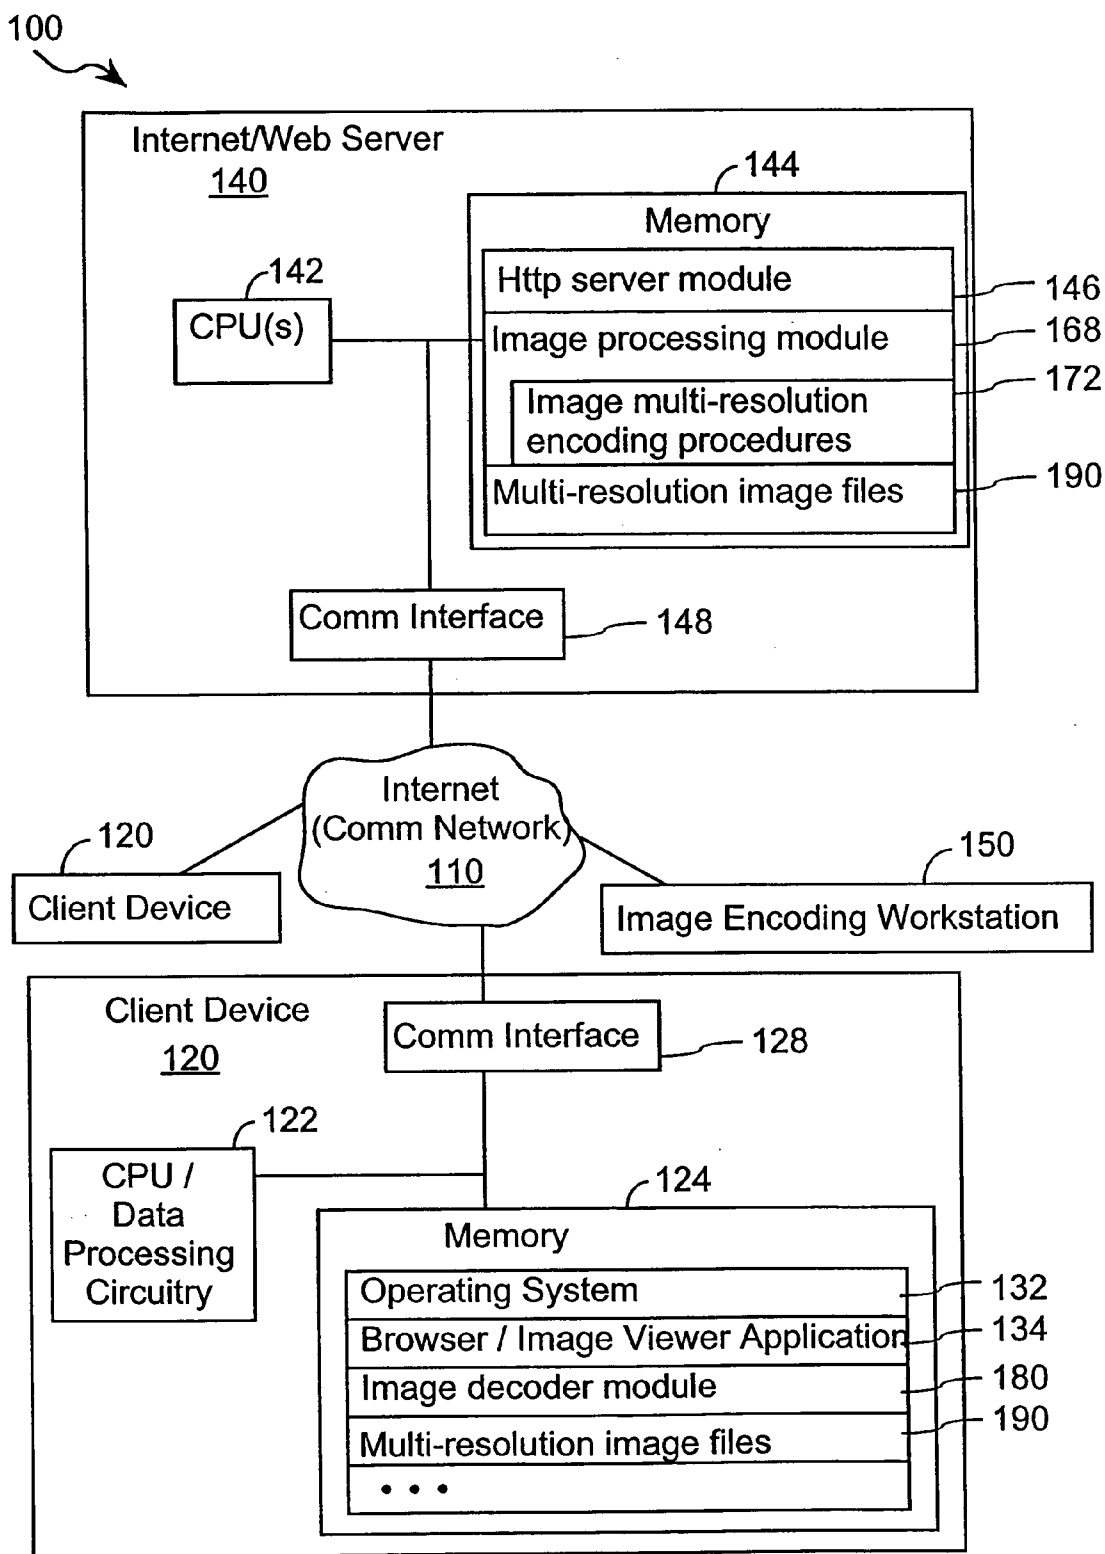 100
Internet/Web Server
140
144
Memory
142
CPU(s)
Http server module
146
Image processing module
168
172
Image multi-resolution
encoding procedures
Multi-resolution image files
190
Comm Interface
148
Internet
(Comm Network)
110
120
Client Device
150
Image Encoding Workstation
Client Device
120
Comm Interface
128
122
CPU /
Data
Processing
Circuitry
124
Memory
Operating System
132
Browser / Image Viewer Application
134
Image decoder module
180
Multi-resolution image files
190
• • •